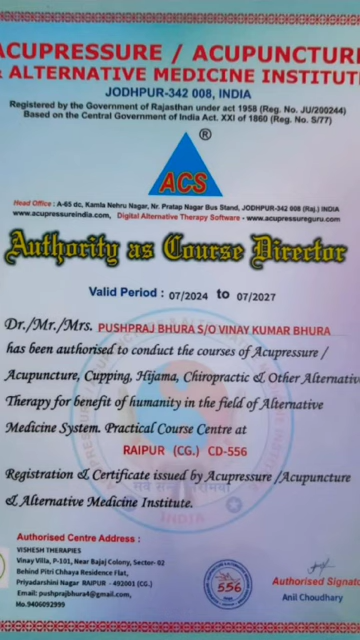 ACUPRESSURE / ACUPUNCTURE
& ALTERNATIVE MEDICINE INSTITUTE
JODHPUR-342 008, INDIA
Registered by the Government of Rajasthan under act 1958 (Reg. No. JU/200244)
Based on the Central Government of India Act. XXI of 1860 (Reg. No. S/77)
®
ACS
Head Office : A-65 dc, Kamla Nehru Nagar, Nr. Pratap Nagar Bus Stand, JODHPUR-342 008 (Raj.) INDIA
www.acupressureindia.com, Digital Alternative Therapy Software - www.acupressureguru.com
Authority as Course Director
Valid Period : 07/2024 to 07/2027
Dr./Mr./Mrs. PUSHPRAJ BHURA S/O VINAY KUMAR BHURA
has been authorised to conduct the courses of Acupressure /
Acupuncture, Cupping, Hijama, Chiropractic & Other Alternative
Therapy for benefit of humanity in the field of Alternative
Medicine System. Practical Course Centre at
RAIPUR (CG.) CD-556
Registration & Certificate issued by Acupressure /Acupuncture
& Alternative Medicine Institute.
INDIA
Authorised Centre Address :
VISHESH THERAPIES
Vinay Villa, P-101, Near Bajaj Colony, Sector- 02
Behind Pitri Chhaya Residence Flat,
Priyadarshini Nagar RAIPUR - 492001 (CG.)
Email: pushprajbhura4@gmail.com,
Mo.9406092999
556
Authorised Signato
Anil Choudhary